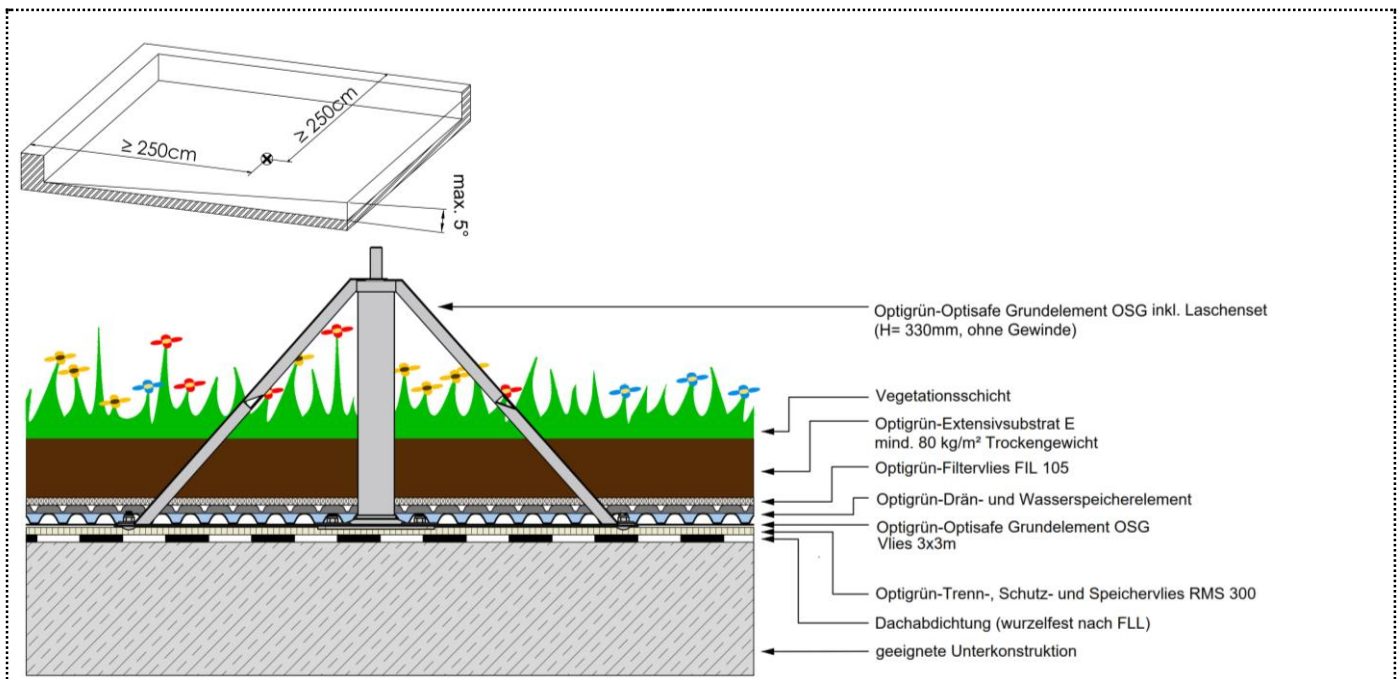 ≥ 250cm
≥ 250cm
max. 5°
Optigrün-Optisafe Grundelement OSG inkl. Laschenset
(H= 330mm, ohne Gewinde)
Vegetationsschicht
Optigrün-Extensivsubstrat E
mind. 80 kg/m² Trockengewicht
Optigrün-Filtervlies FIL 105
Optigrün-Drän- und Wasserspeicherelement
Optigrün-Optisafe Grundelement OSG
Vlies 3x3m
Optigrün-Trenn-, Schutz- und Speichervlies RMS 300
Dachabdichtung (wurzelfest nach FLL)
geeignete Unterkonstruktion